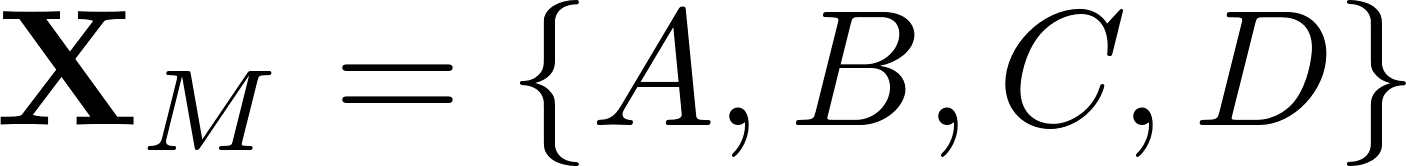 𝐗_M = {A, B, C, D}